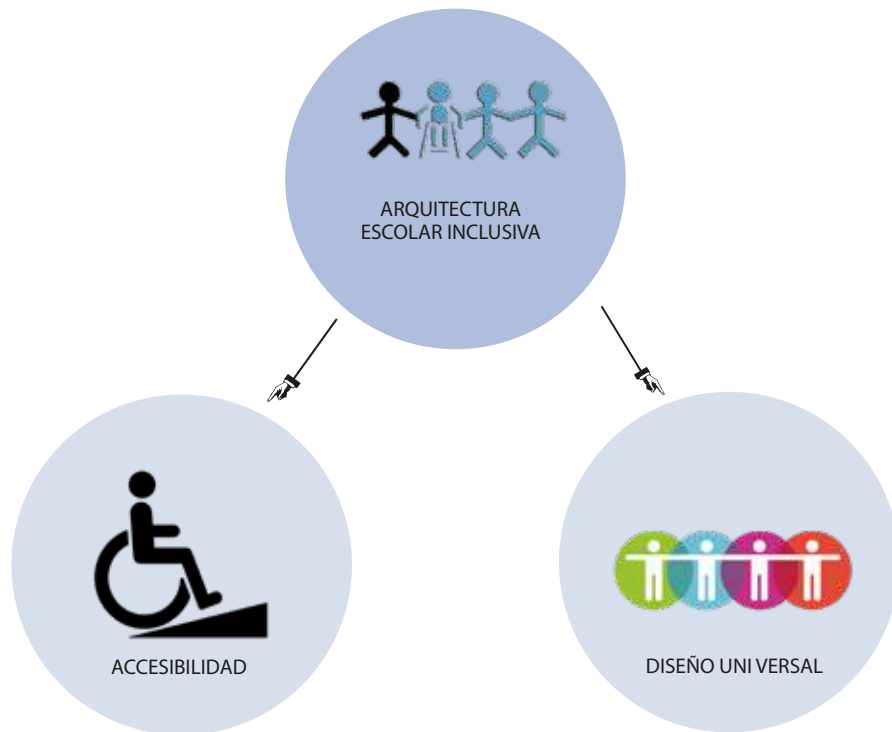 ARQUITECTURA
ESCOLAR INCLUSIVA
ACCESIBILIDAD
DISEÑO UNI VERSAL